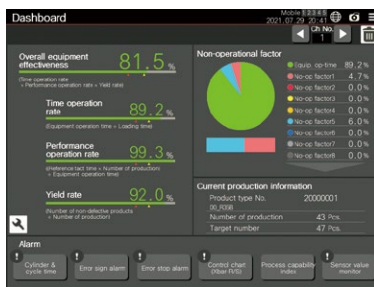 Dashboard
Mobile 1 2 3 4 5
2021.07.29 20:41
Ch No.
1
Overall equipment
effectiveness
81.5 %
(Time operation rate
× Performance operation rate × Yield rate)
Time operation
rate
89.2 %
(Equipment operation time ÷ Loading time)
Performance
operation rate
99.3 %
(Reference tact time × Number of production)
÷ Equipment operation time)
Yield rate
92.0 %
(Number of non-defective products
÷ Number of production)
Non-operational factor
Equip. op-time 89.2 %
No-op factor1 4.7 %
No-op factor2 0.0 %
No-op factor3 0.0 %
No-op factor4 0.0 %
No-op factor5 6.0 %
No-op factor6 0.0 %
No-op factor7 0.0 %
No-op factor8 0.0 %
Current production information
Product type No. 20000001
Number of production 43 Pcs.
Target number 47 Pcs.
Alarm
Cylinder &
cycle time
Error sign alarm
Error stop alarm
Control chart
(Xbar-R/S)
Process capability
index
Sensor value
monitor